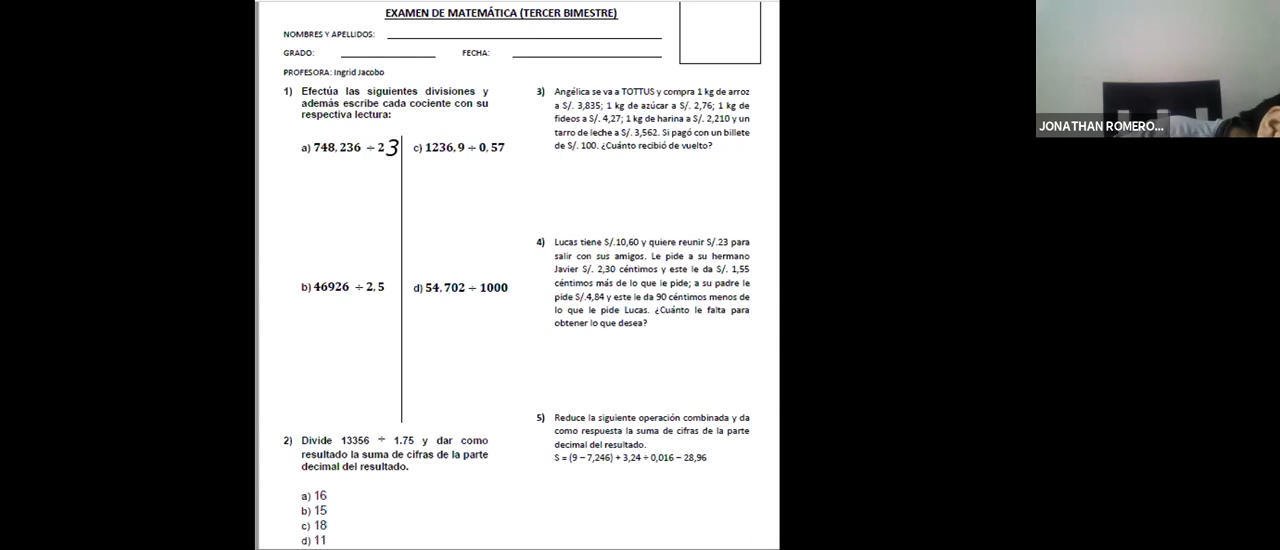 EXAMEN DE MATEMÁTICA (TERCER BIMESTRE)
NOMBRES Y APELLIDOS:
GRADO: FECHA:
PROFESORA: Ingrid Jacobo
1) Efectúa las siguientes divisiones y
además escribe cada cociente con su
respectiva lectura:
a) 748,236 ÷ 23
c) 1236,9 ÷ 0,57
b) 46926 ÷ 2,5
d) 54,702 ÷ 1000
2) Divide 13356 ÷ 1.75 y dar como
resultado la suma de cifras de la parte
decimal del resultado.
a) 16
b) 15
c) 18
d) 11
3) Angélica se va a TOTTUS y compra 1 kg de arroz
a S/. 3,835; 1 kg de azúcar a S/. 2,76; 1 kg de
fideos a S/. 4,27; 1 kg de harina a S/. 2,210 y un
tarro de leche a S/. 3,562. Si pagó con un billete
de S/. 100. ¿Cuánto recibió de vuelto?
4) Lucas tiene S/.10,60 y quiere reunir S/.23 para
salir con sus amigos. Le pide a su hermano
Javier S/. 2,30 céntimos y este le da S/. 1,55
céntimos más de lo que le pide; a su padre le
pide S/.4,84 y este le da 90 céntimos menos de
lo que le pide Lucas. ¿Cuánto le falta para
obtener lo que desea?
5) Reduce la siguiente operación combinada y da
como respuesta la suma de cifras de la parte
decimal del resultado.
S = (9 – 7,246) + 3,24 ÷ 0,016 – 28,96
JONATHAN ROMERO...